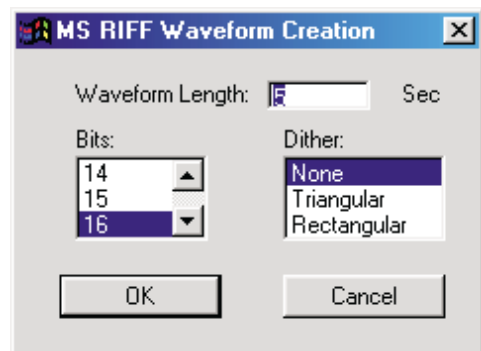 MS RIFF Waveform Creation
Waveform Length: 5 Sec
Bits: Dither:
14 None
15 Triangular
16 Rectangular
OK Cancel